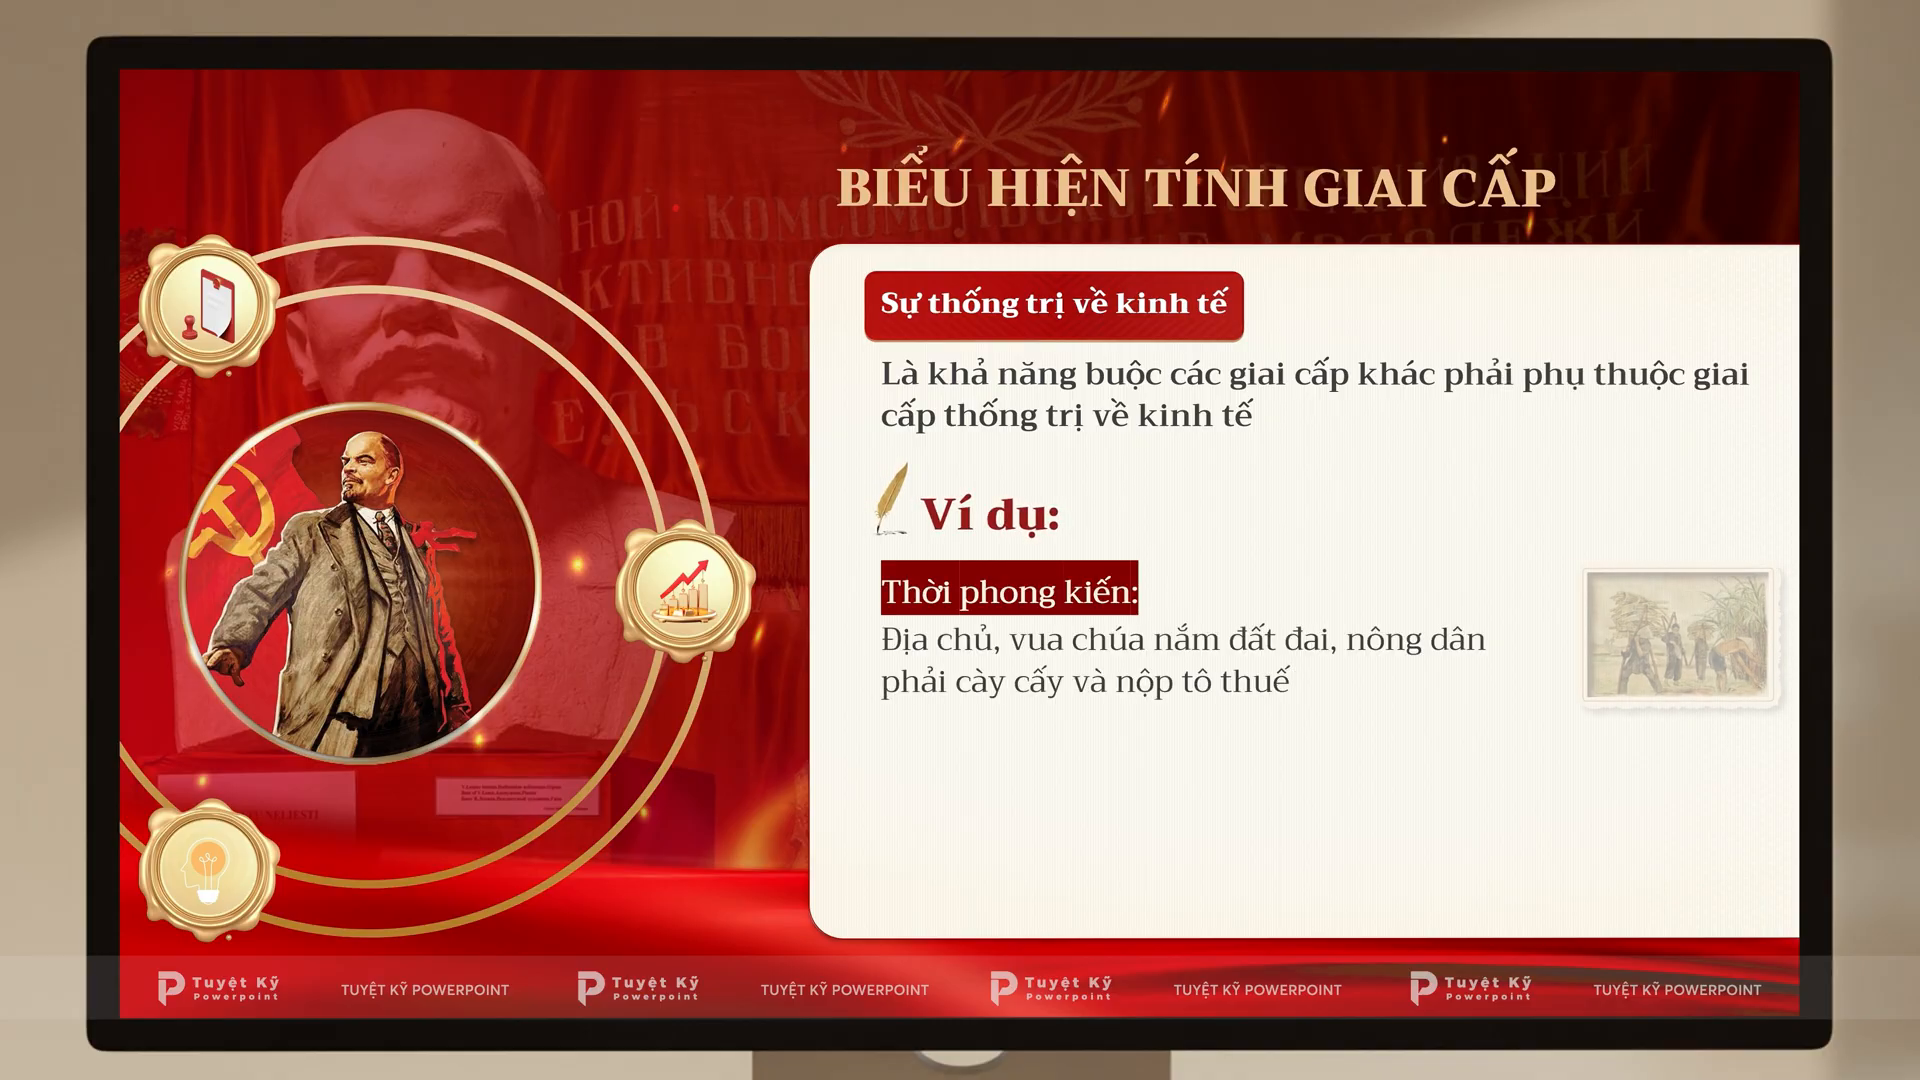 BIỂU HIỆN TÍNH GIAI CẤP
Sự thống trị về kinh tế
Là khả năng buộc các giai cấp khác phải phụ thuộc giai
cấp thống trị về kinh tế
Ví dụ:
Thời phong kiến:
Địa chủ, vua chúa nắm đất đai, nông dân
phải cày cấy và nộp tô thuế
НОЙ КОМСОМОЛЬСКОЙ
Tuyệt Kỹ
Powerpoint
TUYỆT KỸ POWERPOINT
Tuyệt Kỹ
Powerpoint
TUYỆT KỸ POWERPOINT
Tuyệt Kỹ
Powerpoint
TUYỆT KỸ POWERPOINT
Tuyệt Kỹ
Powerpoint
TUYỆT KỸ POWERPOINT